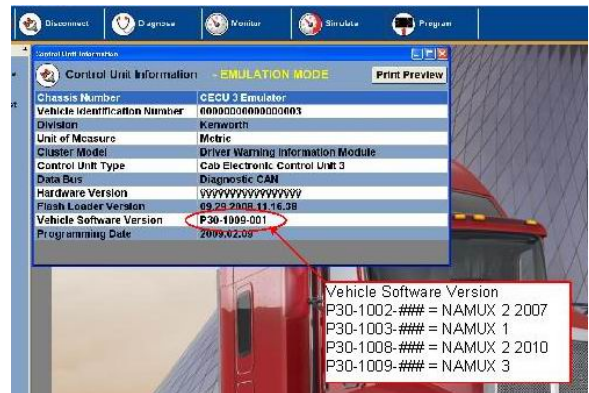 Disconnect Diagnose Monitor Simulate Program
Control Unit Information
Control Unit Information - EMULATION MODE Print Preview
Chassis Number CECU 3 Emulator
Vehicle Identification Number 00000000000000003
Division Kenworth
Unit of Measure Metric
Cluster Model Driver Warning Information Module
Control Unit Type Cab Electronic Control Unit 3
Data Bus Diagnostic CAN
Hardware Version
Flash Loader Version 09.29.2008.11.16.38
Vehicle Software Version P30-1009-001
Programming Date 2009.02.09
Vehicle Software Version
P30-1002-### = NAMUX 2 2007
P30-1003-### = NAMUX 1
P30-1008-### = NAMUX 2 2010
P30-1009-### = NAMUX 3